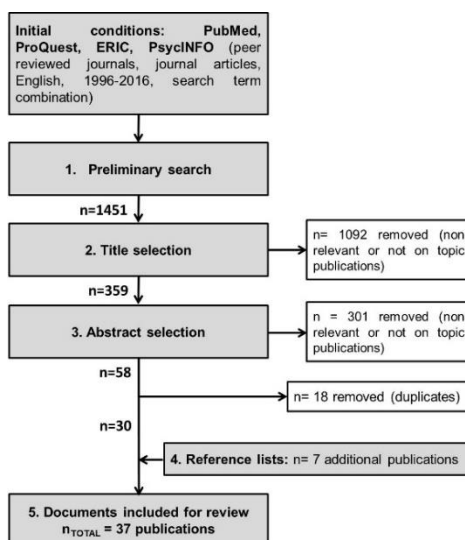 Initial conditions: PubMed,
ProQuest, ERIC, PsycINFO (peer
reviewed journals, journal articles,
English, 1996-2016, search term
combination)
1. Preliminary search
n=1451
2. Title selection
n= 1092 removed (non
relevant or not on topic
publications)
n=359
3. Abstract selection
n = 301 removed (non
relevant or not on topic
publications)
n=58
n= 18 removed (duplicates)
n=30
4. Reference lists: n= 7 additional publications
5. Documents included for review
nTOTAL = 37 publications